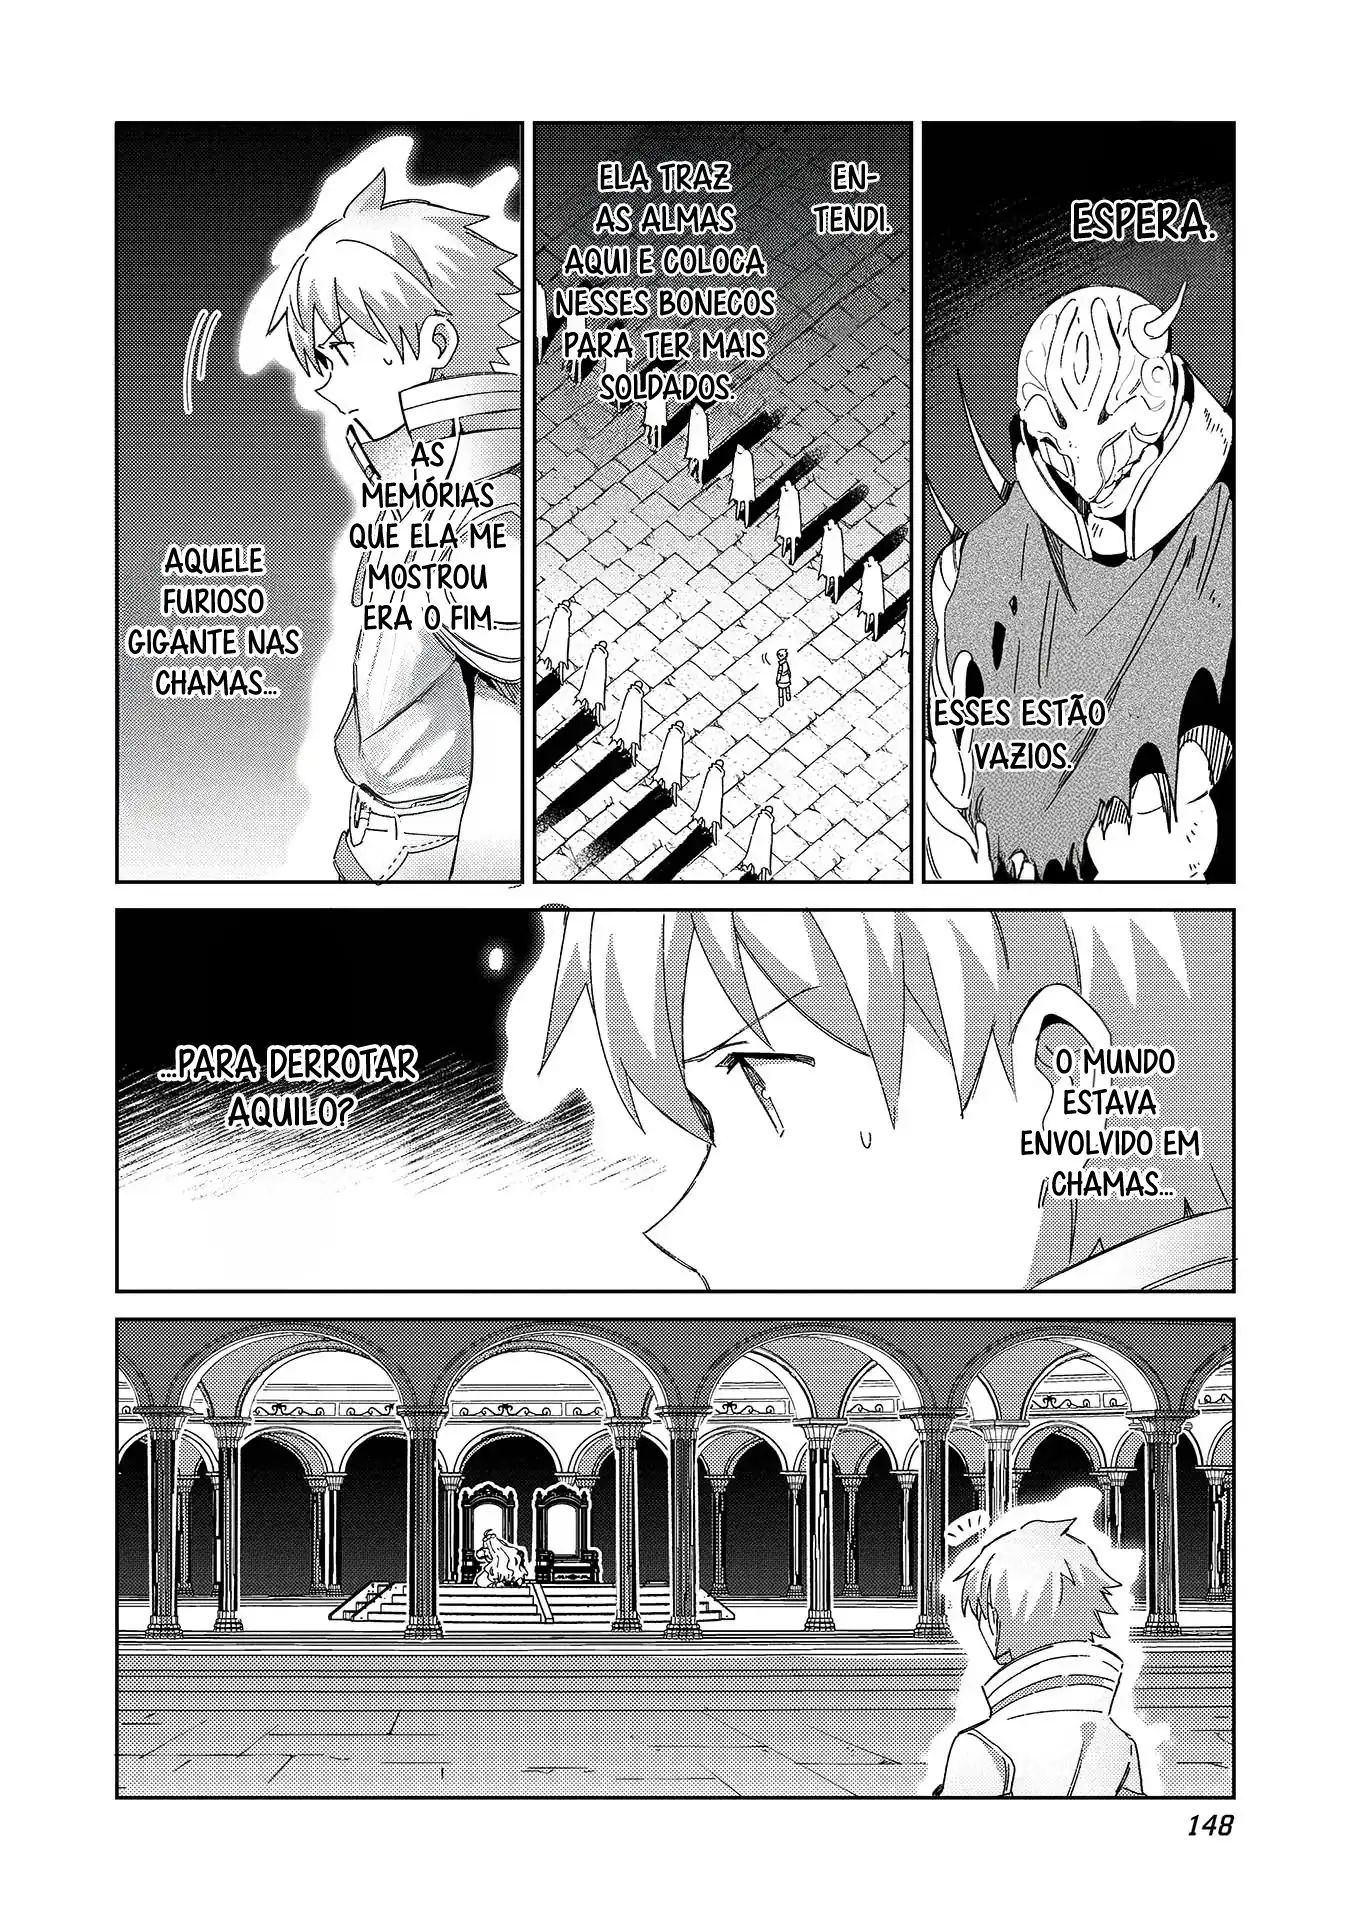 ESPERA.
ESSES ESTÃO
VAZIOS.
EN-
TENDI.
ELA TRAZ
AS ALMAS
AQUI E COLOCA
NESSES BONECOS
PARA TER MAIS
SOLDADOS.
AS
MEMÓRIAS
QUE ELA ME
MOSTROU
ERA O FIM.
AQUELE
FURIOSO
GIGANTE NAS
CHAMAS...
O MUNDO
ESTAVA
ENVOLVIDO EM
CHAMAS...
...PARA DERROTAR
AQUILO?
148